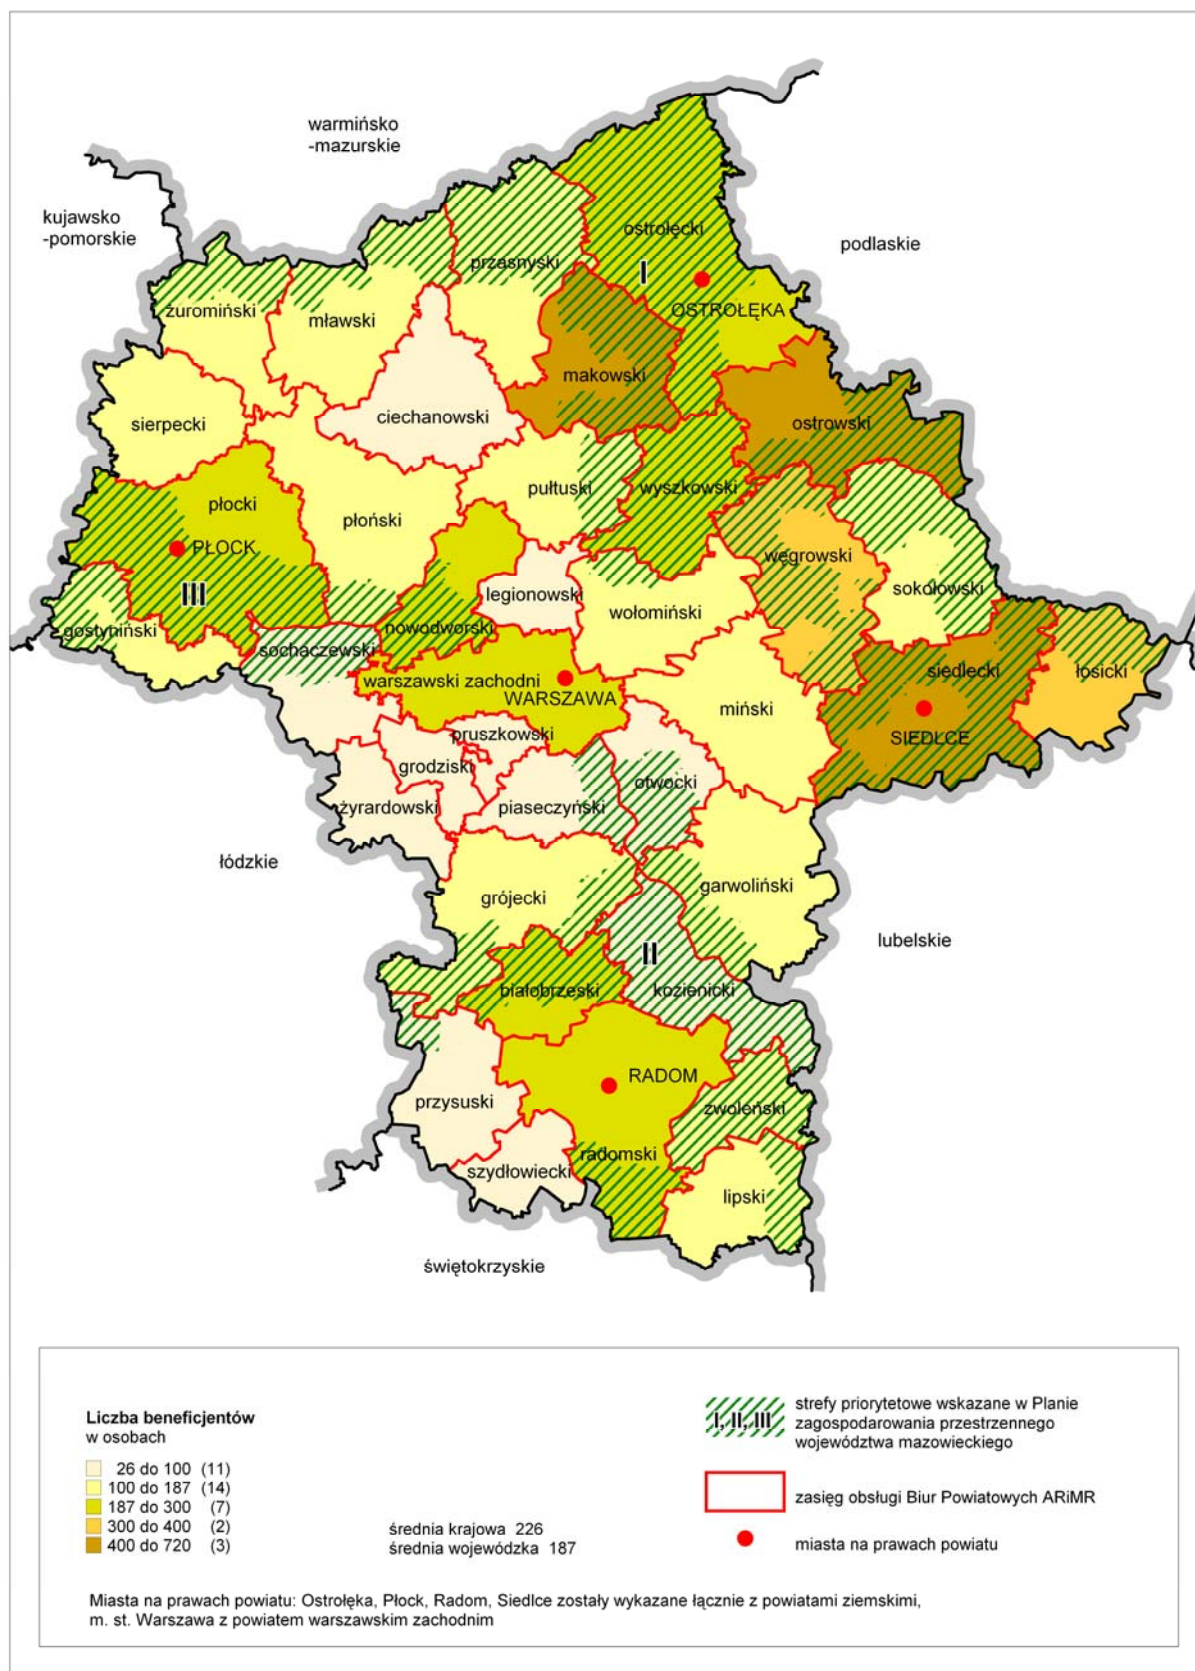 warmińsko
-mazurskie
kujawsko
-pomorskie
podlaskie
ostrołęcki
przasnyski
I
żuromiński
mławski
OSTROŁĘKA
makowski
ciechanowski
sierpecki
ostrowski
płocki
pułtuski
wyszkowski
płoński
PŁOCK
węgrowski
sokołowski
legionowski
III
wołomiński
gostyniński
nowodworski
sochaczewski
siedlecki
łosicki
warszawski zachodni
WARSZAWA
miński
SIEDLCE
pruszkowski
grodziski
otwocki
żyrardowski
piaseczyński
łódzkie
grójecki
garwoliński
lubelskie
II
białobrzeski
kozienicki
RADOM
przysuski
zwoleński
radomski
szydłowiecki
lipski
świętokrzyskie
Liczba beneficjentów
w osobach
26 do 100 (11)
100 do 187 (14)
187 do 300 (7)
300 do 400 (2)
400 do 720 (3)
średnia krajowa 226
średnia wojewódzka 187
I, II, III
strefy priorytetowe wskazane w Planie
zagospodarowania przestrzennego
województwa mazowieckiego
zasięg obsługi Biur Powiatowych ARiMR
miasta na prawach powiatu
Miasta na prawach powiatu: Ostrołęka, Płock, Radom, Siedlce zostały wykazane łącznie z powiatami ziemskimi,
m. st. Warszawa z powiatem warszawskim zachodnim